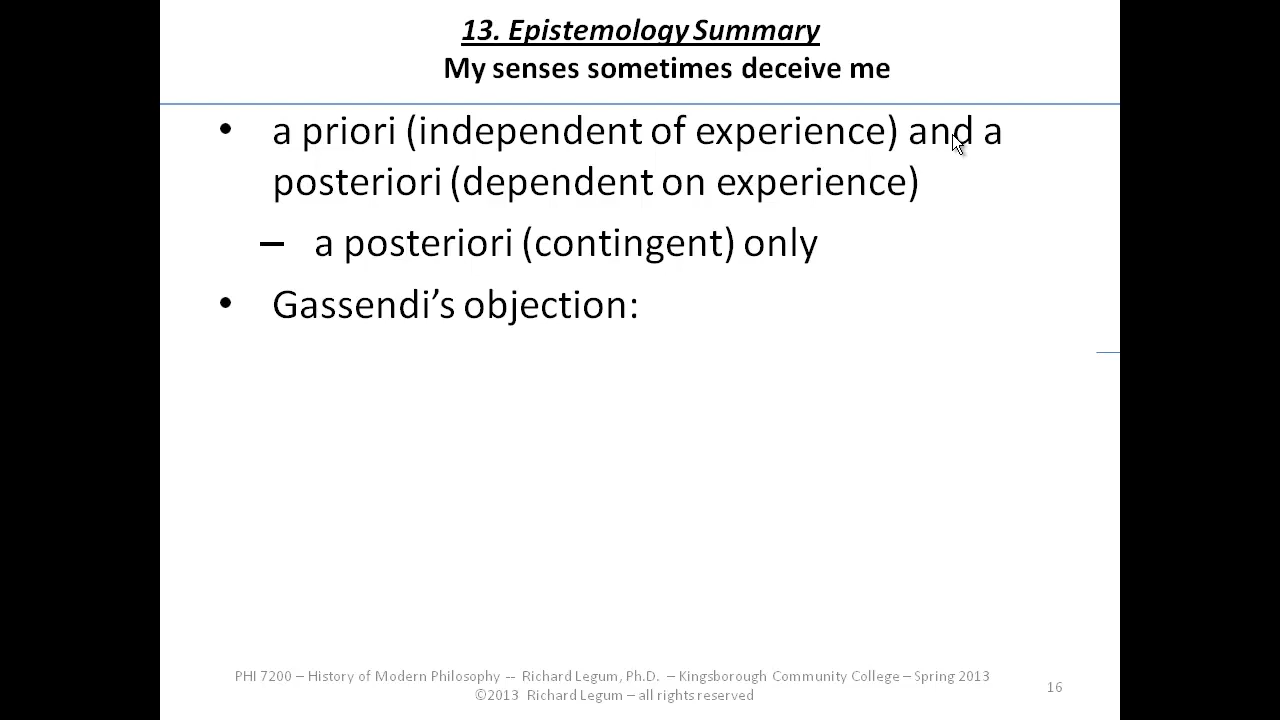 13. Epistemology Summary
My senses sometimes deceive me
• a priori (independent of experience) and a
posteriori (dependent on experience)
– a posteriori (contingent) only
• Gassendi’s objection:
PHI 7200 – History of Modern Philosophy -- Richard Legum, Ph.D. – Kingsborough Community College – Spring 2013
©2013 Richard Legum – all rights reserved
16